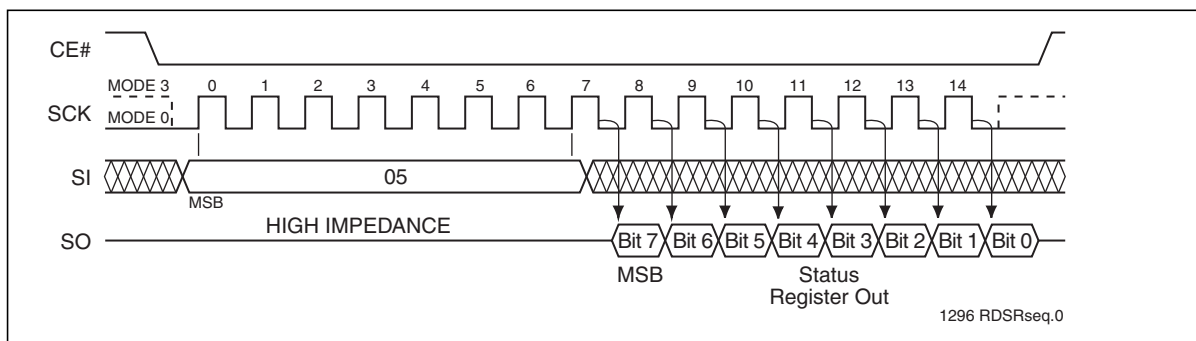 CE#
MODE 3 0 1 2 3 4 5 6 7 8 9 10 11 12 13 14
SCK
MODE 0
SI 05
MSB
HIGH IMPEDANCE
SO Bit 7 Bit 6 Bit 5 Bit 4 Bit 3 Bit 2 Bit 1 Bit 0
MSB Status
Register Out
1296 RDSRseq.0